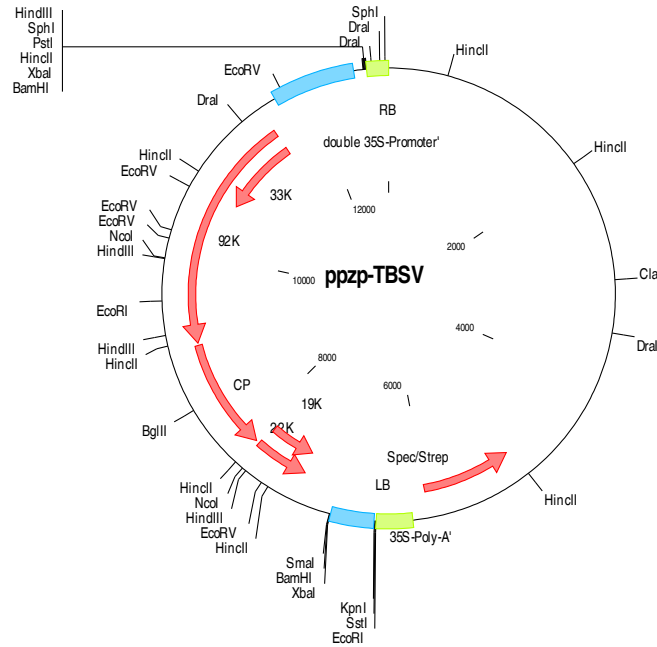 HindIII
SphI
PstI
HincII
XbaI
BamHI
SphI
DraI
DraI
HincII
EcoRV
DraI
RB
HincII
double 35S-Promoter'
HincII
EcoRV
33K
12000
EcoRV
EcoRV
NcoI
HindIII
92K
2000
10000
ppzp-TBSV
Cla
EcoRI
4000
DraI
HindIII
HincII
8000
CP
6000
19K
BglII
22K
Spec/Strep
HincII
NcoI
HindIII
EcoRV
HincII
LB
HincII
35S-Poly-A'
SmaI
BamHI
XbaI
KpnI
SstI
EcoRI